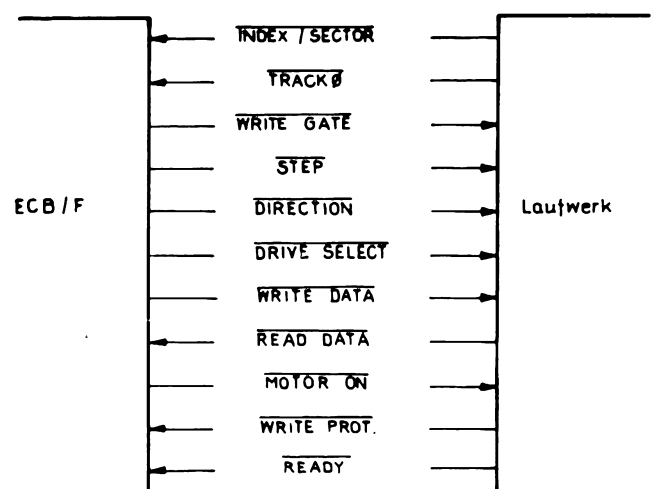 INDEX / SECTOR
TRACKØ
WRITE GATE
STEP
ECB / F
DIRECTION
Laufwerk
DRIVE SELECT
WRITE DATA
READ DATA
MOTOR ON
WRITE PROT.
READY